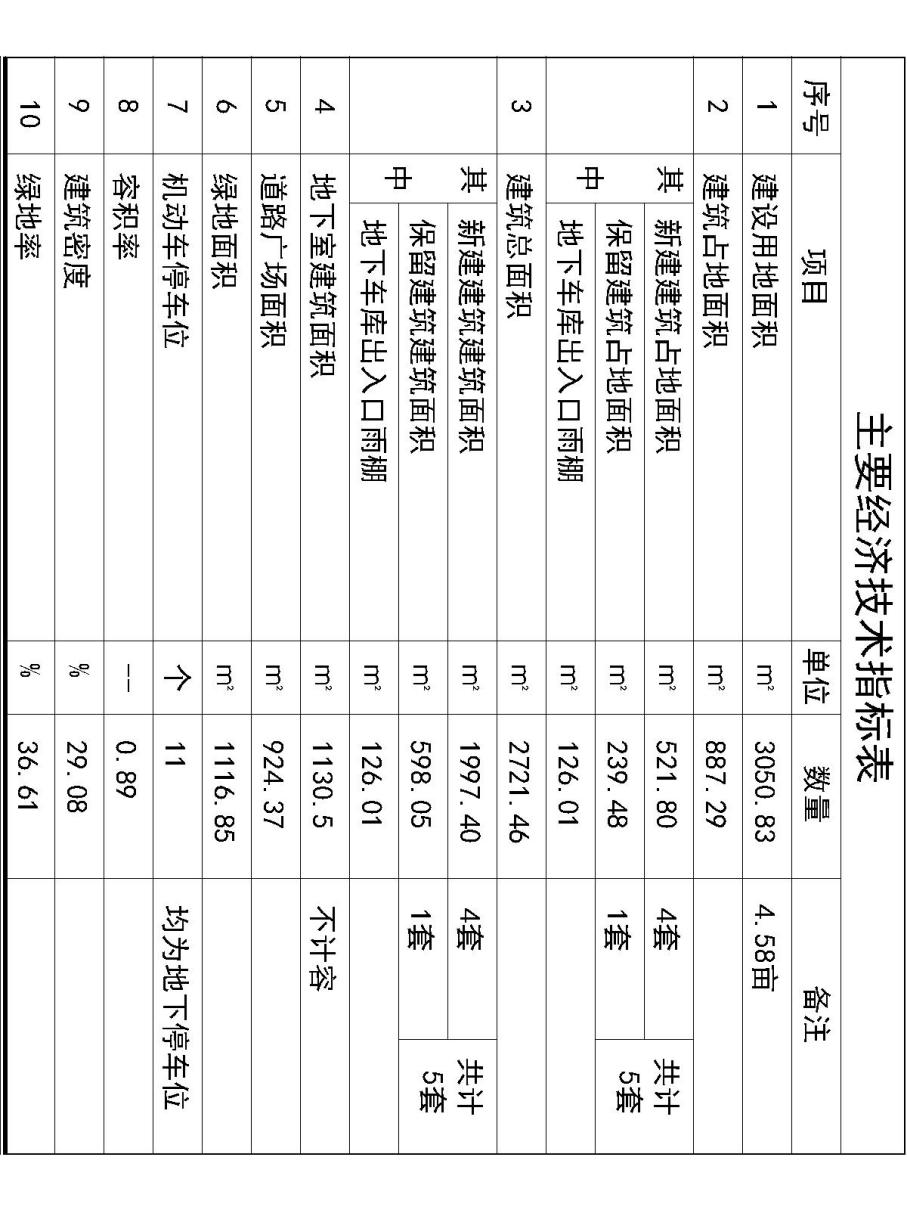 主要经济技术指标表
序号 项目 单位 数量 备注
1 建设用地面积 m² 3050.83 4.58亩
2 建筑占地面积 m² 887.29
其中 新建建筑占地面积 m² 521.80 4套 共计5套
保留建筑占地面积 m² 239.48 1套
地下车库出入口雨棚 m² 126.01
3 建筑总面积 m² 2721.46
其中 新建建筑建筑面积 m² 1997.40 4套 共计5套
保留建筑建筑面积 m² 598.05 1套
地下车库出入口雨棚 m² 126.01
4 地下室建筑面积 m² 1130.5 不计容
5 道路广场面积 m² 924.37
6 绿地面积 m² 1116.85
7 机动车停车位 个 11 均为地下停车位
8 容积率 —— 0.89
9 建筑密度 % 29.08
10 绿地率 % 36.61